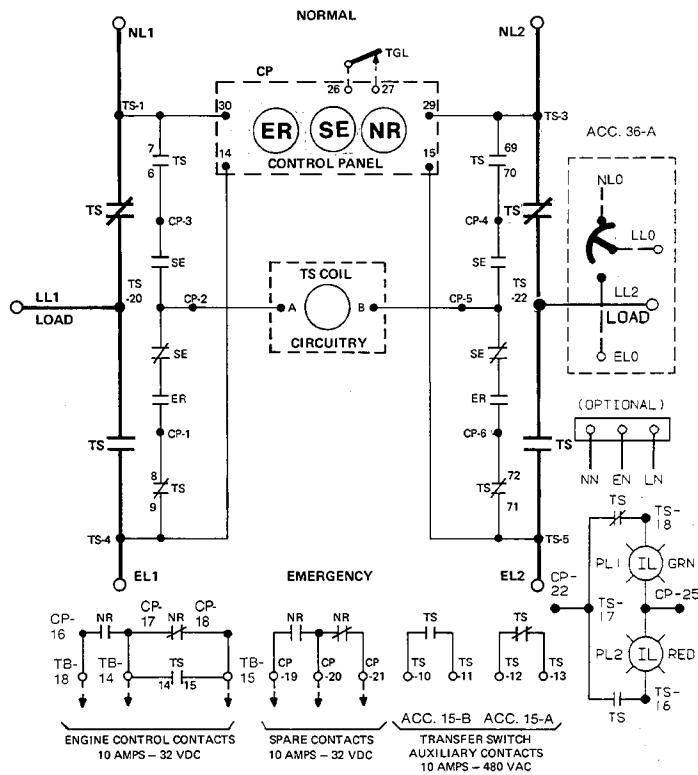 NORMAL
NL1
NL2
CP
TGL
26 27
TS-1
30
29
TS-3
ER SE NR
ACC. 36-A
14
CONTROL PANEL
15
7
6
TS
69
TS
70
NLO
TS
CP-3
CP-4
TS
LLO
SE
SE
TS
-20
CP-2
TS COIL
A
B
CIRCUITRY
CP-5
TS
-22
LL1
LOAD
LL2
LOAD
SE
SE
ELO
ER
ER
(OPTIONAL)
CP-1
CP-6
TS
TS
8
TS
9
72
TS
71
NN EN LN
TS
TS-18
TS-4
TS-5
PL1 IL GRN
EL1
EMERGENCY
EL2
CP-22
TS-17
CP-25
PL2 IL RED
TS-16
TS
CP-16
NR
CP-17
NR
CP-18
NR
NR
TS
TS
TB-18
TB-14
TS
14 15
TB-15
CP
-19
CP
-20
CP
-21
TS
-10
TS
-11
TS
-12
TS
-13
ACC. 15-B ACC. 15-A
ENGINE CONTROL CONTACTS
10 AMPS – 32 VDC
SPARE CONTACTS
10 AMPS – 32 VDC
TRANSFER SWITCH
AUXILIARY CONTACTS
10 AMPS – 480 VAC